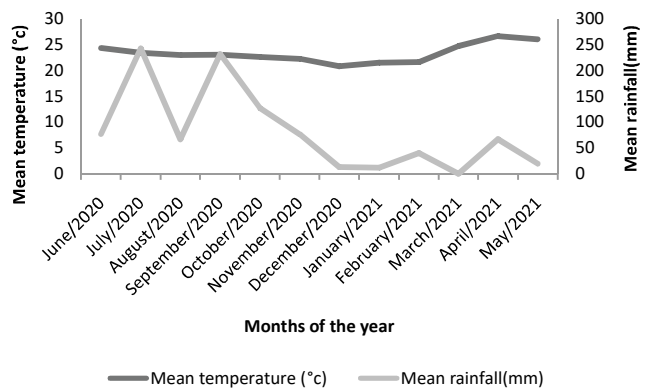 Mean temperature (°c)
30
25
20
15
10
5
0
300
250
200
150
100
50
0
Mean rainfall(mm)
June/2020
July/2020
August/2020
September/2020
October/2020
November/2020
December/2020
January/2021
February/2021
March/2021
April/2021
May/2021
Months of the year
Mean temperature (°c)
Mean rainfall(mm)